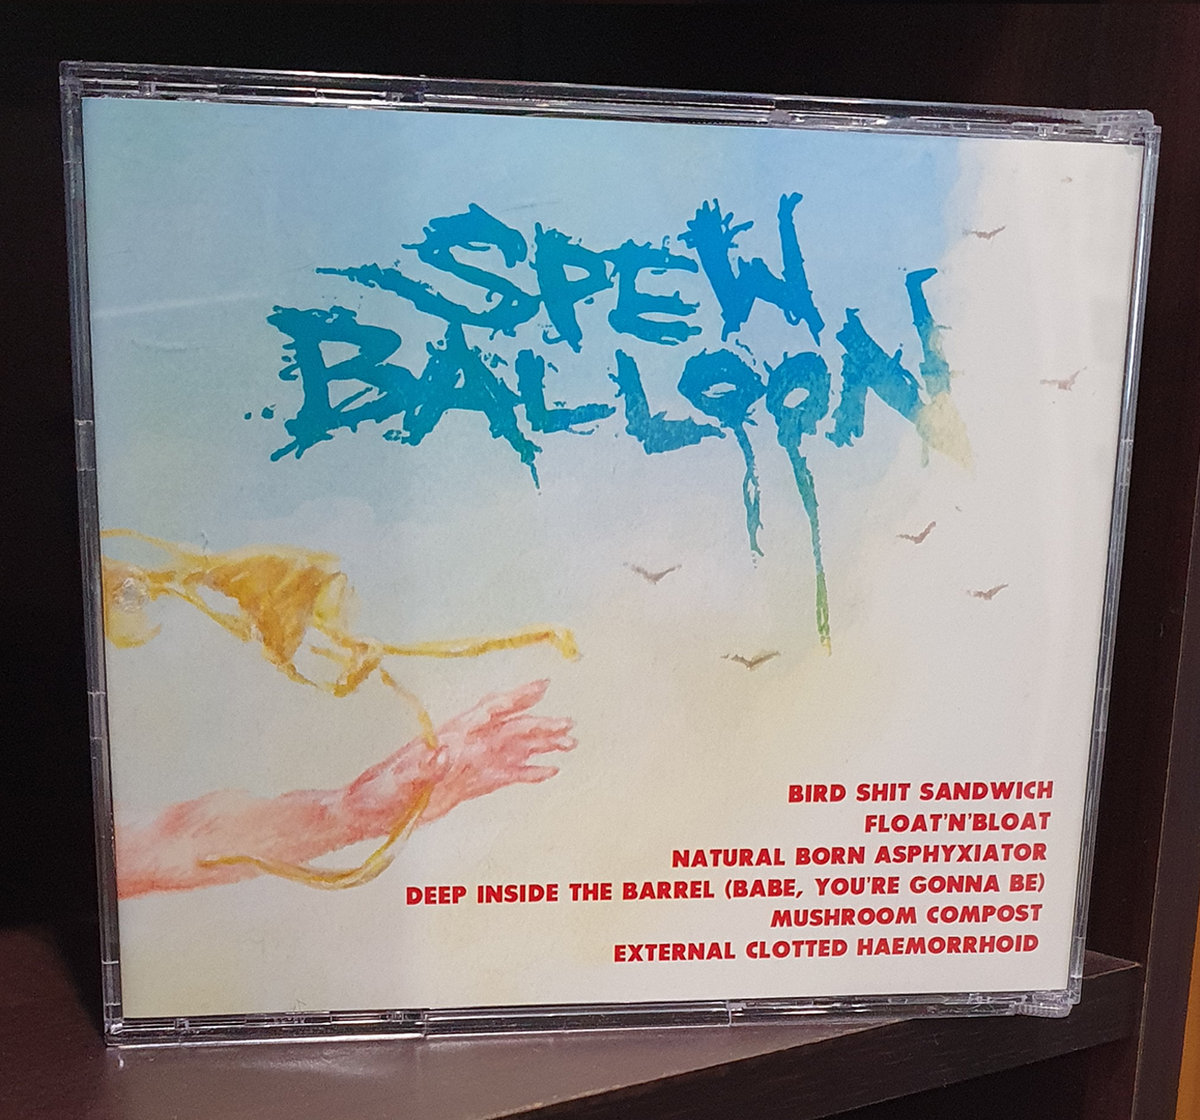 SPEW
BALLOON
BIRD SHIT SANDWICH
FLOAT'N'BLOAT
NATURAL BORN ASPHYXIATOR
DEEP INSIDE THE BARREL (BABE, YOU'RE GONNA BE)
MUSHROOM COMPOST
EXTERNAL CLOTTED HAEMORRHOID